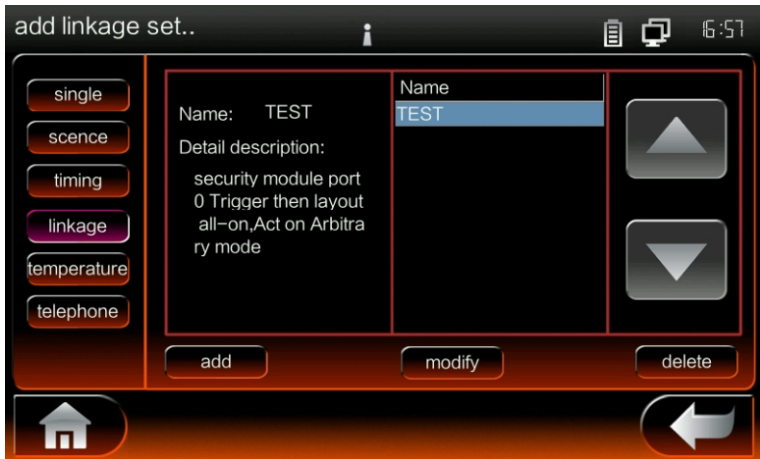 add linkage set..
16:57
single
scence
timing
linkage
temperature
telephone
Name: TEST
Detail description:
security module port
0 Trigger then layout
all-on,Act on Arbitra
ry mode
Name
TEST
add
modify
delete